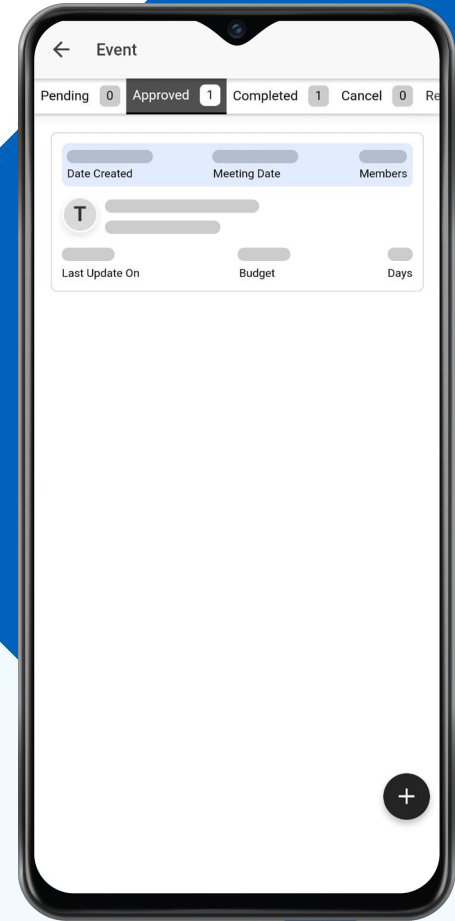 Event
Pending 0 Approved 1 Completed 1 Cancel 0 Re
Date Created Meeting Date Members
T
Last Update On Budget Days
+